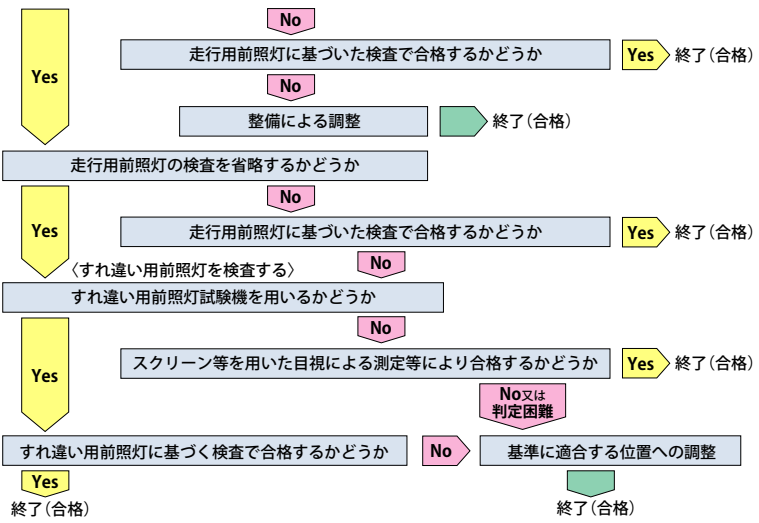 No
走行用前照灯に基づいた検査で合格するかどうか
Yes
終了(合格)
Yes
No
整備による調整
終了(合格)
走行用前照灯の検査を省略するかどうか
No
Yes
走行用前照灯に基づいた検査で合格するかどうか
Yes
終了(合格)
〈すれ違い用前照灯を検査する〉
No
すれ違い用前照灯試験機を用いるかどうか
No
Yes
スクリーン等を用いた目視による測定等により合格するかどうか
Yes
終了(合格)
No又は
判定困難
すれ違い用前照灯に基づく検査で合格するかどうか
No
基準に適合する位置への調整
Yes
終了(合格)
終了(合格)